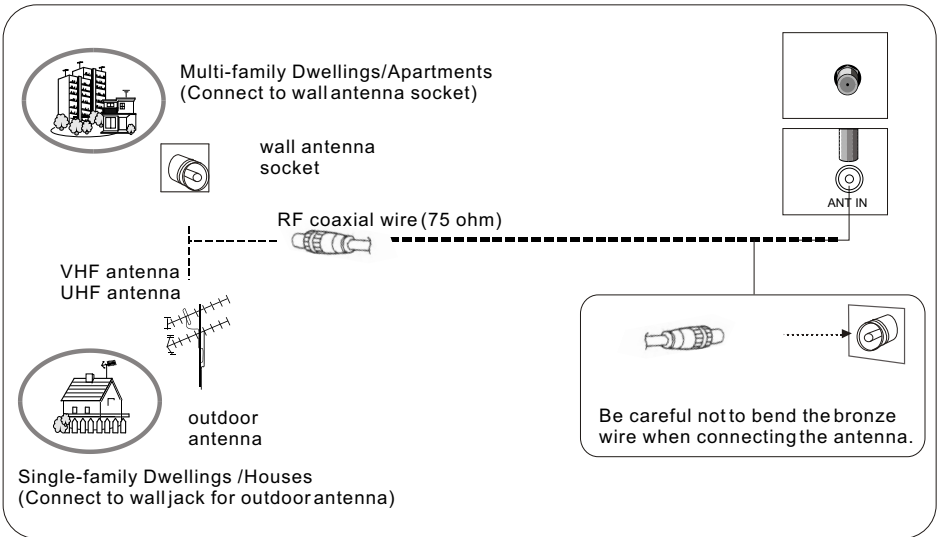 Multi-family Dwellings/Apartments
(Connect to wall antenna socket)
wall antenna
socket
ANT IN
RF coaxial wire (75 ohm)
VHF antenna
UHF antenna
outdoor
antenna
Be careful not to bend the bronze
wire when connecting the antenna.
Single-family Dwellings /Houses
(Connect to wall jack for outdoor antenna)